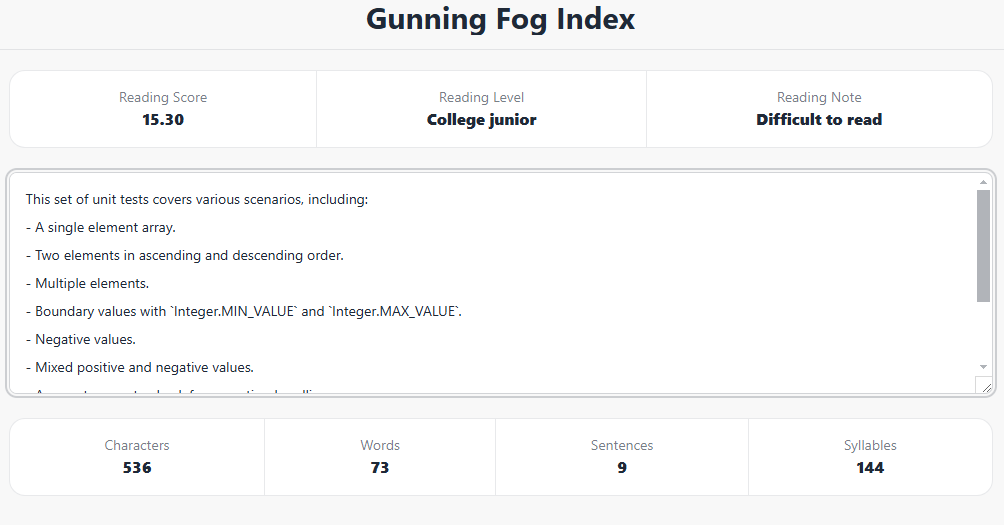 Gunning Fog Index
Reading Score
15.30
Reading Level
College junior
Reading Note
Difficult to read
This set of unit tests covers various scenarios, including:
- A single element array.
- Two elements in ascending and descending order.
- Multiple elements.
- Boundary values with `Integer.MIN_VALUE` and `Integer.MAX_VALUE`.
- Negative values.
- Mixed positive and negative values.
Characters
536
Words
73
Sentences
9
Syllables
144